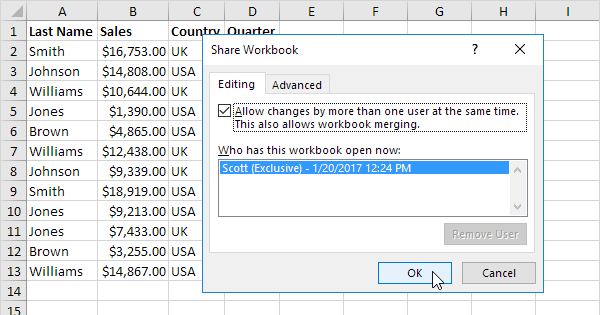 A B C D E F G H I
1 Last Name Sales Country Quarter
Share Workbook ? ×
2 Smith $16,753.00 UK
3 Johnson $14,808.00 USA
Editing Advanced
4 Williams $10,644.00 UK
5 Jones $1,390.00 USA
Allow changes by more than one user at the same time.
This also allows workbook merging.
6 Brown $4,865.00 USA
7 Williams $12,438.00 UK
Who has this workbook open now:
8 Johnson $9,339.00 UK
Scott (Exclusive) - 1/20/2017 12:24 PM
9 Smith $18,919.00 USA
10 Jones $9,213.00 USA
11 Jones $7,433.00 UK
Remove User
12 Brown $3,255.00 USA
13 Williams $14,867.00 USA
OK Cancel
14
15